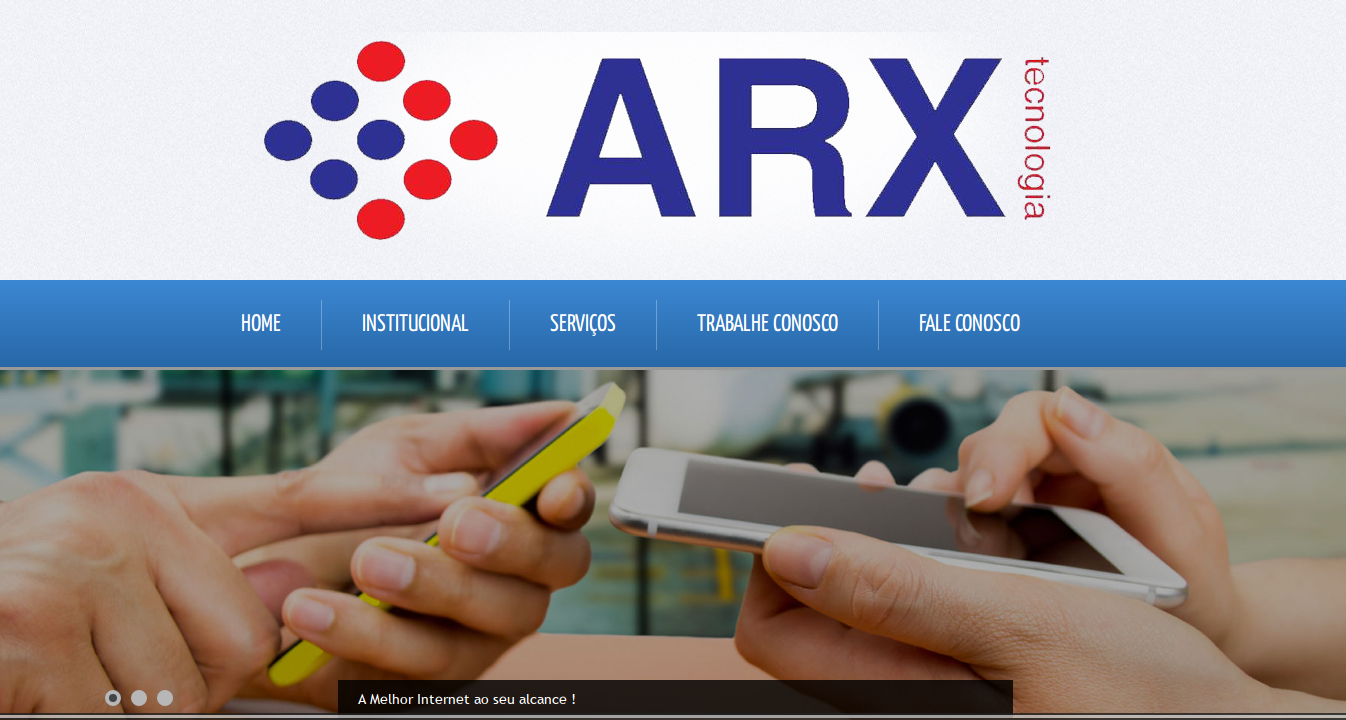 ARX
tecnologia
HOME INSTITUCIONAL SERVIÇOS TRABALHE CONOSCO FALE CONOSCO
A Melhor Internet ao seu alcance !